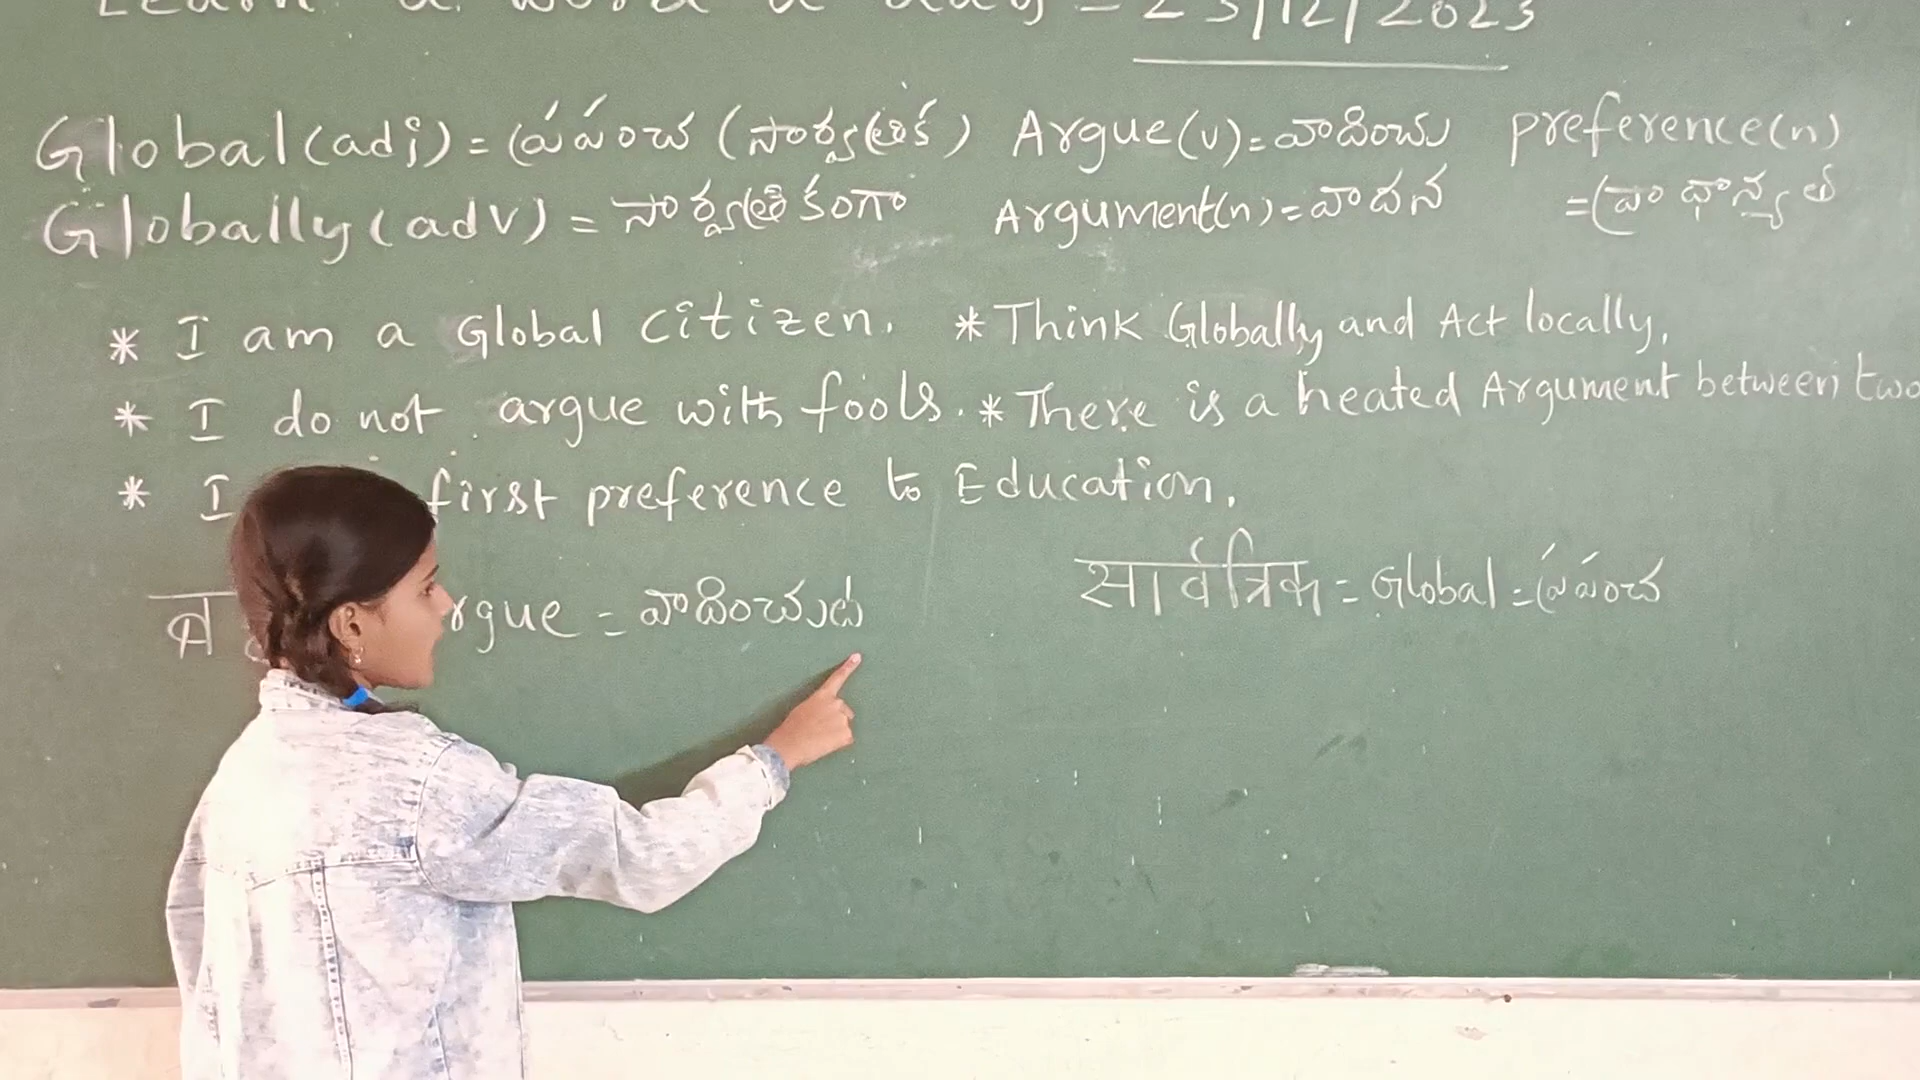 Learn a word a day - 23/12/2023
Global(adj) = ప్రపంచ (సార్వత్రిక) Argue(v) = వాదించు preference(n)
Globally(adv) = సార్వత్రికంగా Argument(n) = వాదన = ప్రాధాన్యత
* I am a Global citizen. * Think Globally and Act locally.
* I do not argue with fools. * There is a heated Argument between two
* I first preference to Education.
rgue = వాదించుట सार्वत्रिक = Global = ప్రపంచ